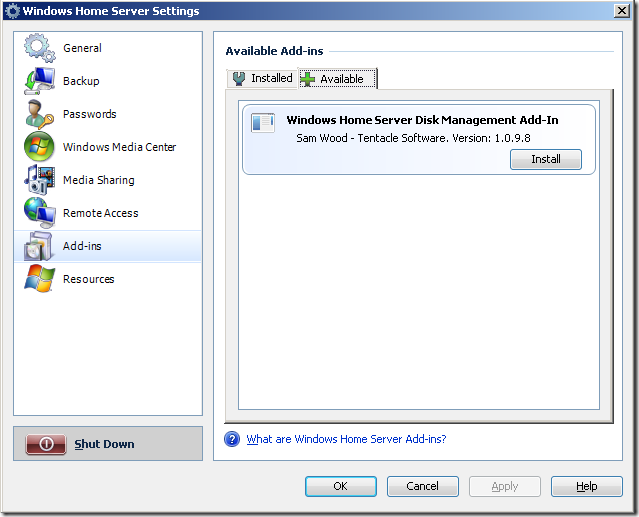 Windows Home Server Settings
General
Backup
Passwords
Windows Media Center
Media Sharing
Remote Access
Add-ins
Resources
Shut Down
Available Add-ins
Installed
Available
Windows Home Server Disk Management Add-In
Sam Wood - Tentacle Software. Version: 1.0.9.8
Install
What are Windows Home Server Add-ins?
OK
Cancel
Apply
Help